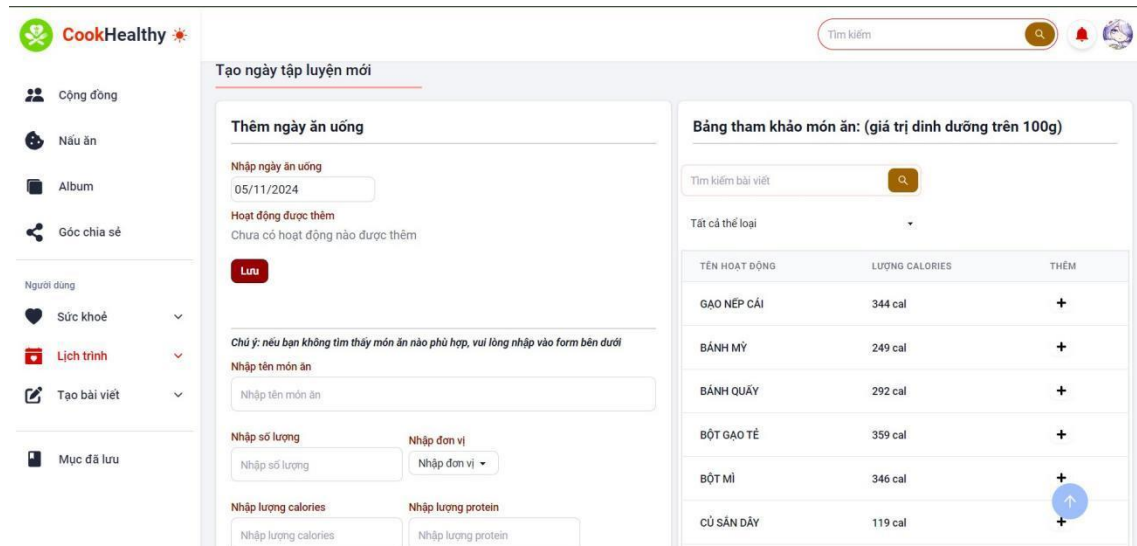 CookHealthy
Tìm kiếm
Cộng đồng
Nấu ăn
Album
Góc chia sẻ
Người dùng
Sức khoẻ
Lịch trình
Tạo bài viết
Mục đã lưu
Tạo ngày tập luyện mới
Thêm ngày ăn uống
Nhập ngày ăn uống
05/11/2024
Hoạt động được thêm
Chưa có hoạt động nào được thêm
Lưu
Chú ý: nếu bạn không tìm thấy món ăn nào phù hợp, vui lòng nhập vào form bên dưới
Nhập tên món ăn
Nhập tên món ăn
Nhập số lượng Nhập đơn vị
Nhập số lượng Nhập đơn vị
Nhập lượng calories Nhập lượng protein
Nhập lượng calories Nhập lượng protein
Bảng tham khảo món ăn: (giá trị dinh dưỡng trên 100g)
Tìm kiếm bài viết
Tất cả thể loại
TÊN HOẠT ĐỘNG LƯỢNG CALORIES THÊM
GẠO NẾP CÁI 344 cal +
BÁNH MỲ 249 cal +
BÁNH QUẨY 292 cal +
BỘT GẠO TẺ 359 cal +
BỘT MÌ 346 cal +
CỦ SẮN DÂY 119 cal +